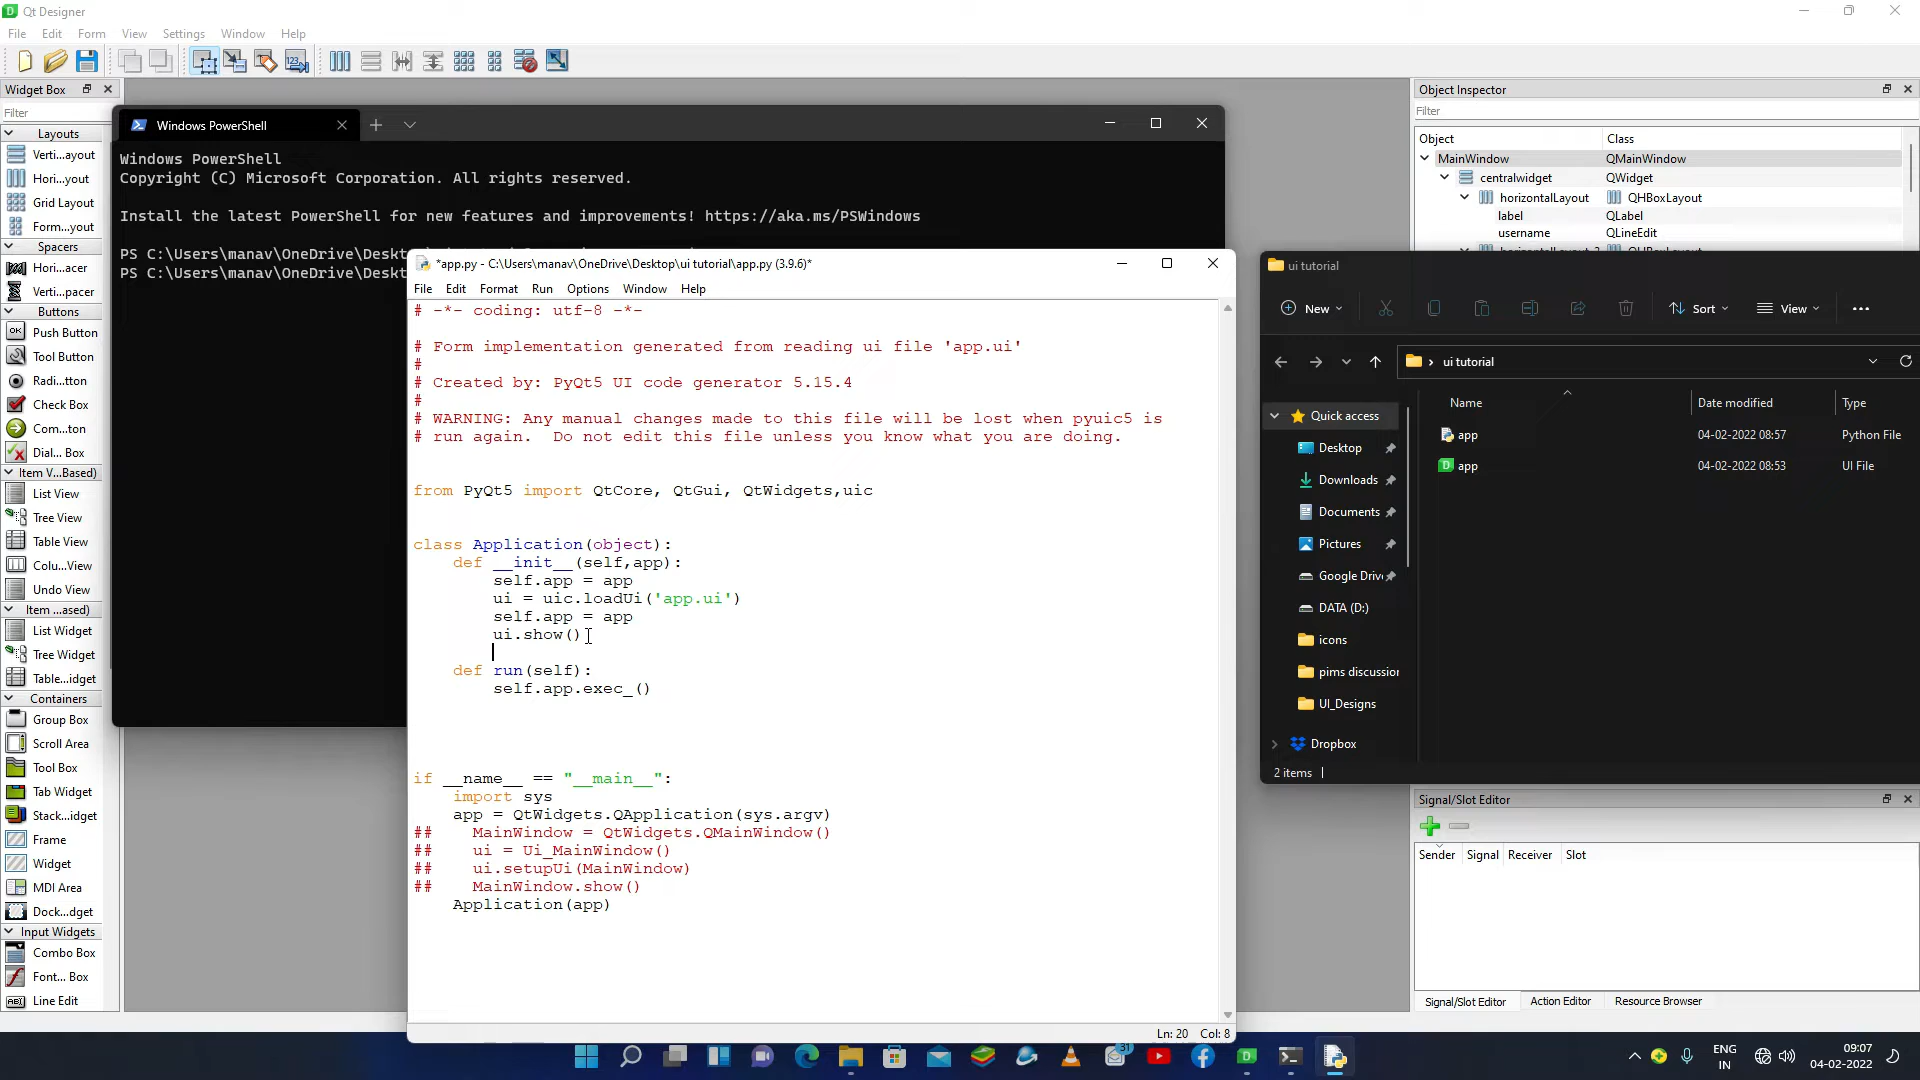 Qt Designer
File Edit Form View Settings Window Help
Widget Box
Filter
Layouts
Verti...ayout
Hori...yout
Grid Layout
Form...yout
Spacers
Hori...acer
Verti...pacer
Buttons
Push Button
Tool Button
Radi...tton
Check Box
Com...ton
Dial... Box
Item V...Based)
List View
Tree View
Table View
Colu...View
Undo View
Item ...ased)
List Widget
Tree Widget
Table...idget
Containers
Group Box
Scroll Area
Tool Box
Tab Widget
Stack...idget
Frame
Widget
MDI Area
Dock...dget
Input Widgets
Combo Box
Font... Box
Line Edit
Windows PowerShell
Windows PowerShell
Copyright (C) Microsoft Corporation. All rights reserved.
Install the latest PowerShell for new features and improvements! https://aka.ms/PSWindows
PS C:\Users\manav\OneDrive\Deskt
PS C:\Users\manav\OneDrive\Deskt
*app.py - C:\Users\manav\OneDrive\Desktop\ui tutorial\app.py (3.9.6)*
File Edit Format Run Options Window Help
# -*- coding: utf-8 -*-
# Form implementation generated from reading ui file 'app.ui'
#
# Created by: PyQt5 UI code generator 5.15.4
#
# WARNING: Any manual changes made to this file will be lost when pyuic5 is
# run again.  Do not edit this file unless you know what you are doing.
from PyQt5 import QtCore, QtGui, QtWidgets,uic
class Application(object):
def __init__(self,app):
self.app = app
ui = uic.loadUi('app.ui')
self.app = app
ui.show()
def run(self):
self.app.exec_()
if __name__ == "__main__":
import sys
app = QtWidgets.QApplication(sys.argv)
## MainWindow = QtWidgets.QMainWindow()
## ui = Ui_MainWindow()
## ui.setupUi(MainWindow)
## MainWindow.show()
Application(app)
Ln: 20 Col: 8
Object Inspector
Filter
Object Class
MainWindow QMainWindow
centralwidget QWidget
horizontalLayout QHBoxLayout
label QLabel
username QLineEdit
ui tutorial
New Sort View
ui tutorial
Name Date modified Type
app 04-02-2022 08:57 Python File
app 04-02-2022 08:53 UI File
Quick access
Desktop
Downloads
Documents
Pictures
Google Driv
DATA (D:)
icons
pims discussion
UI_Designs
Dropbox
2 items
Signal/Slot Editor
Sender Signal Receiver Slot
Signal/Slot Editor Action Editor Resource Browser
31
ENG
IN
09:07
04-02-2022